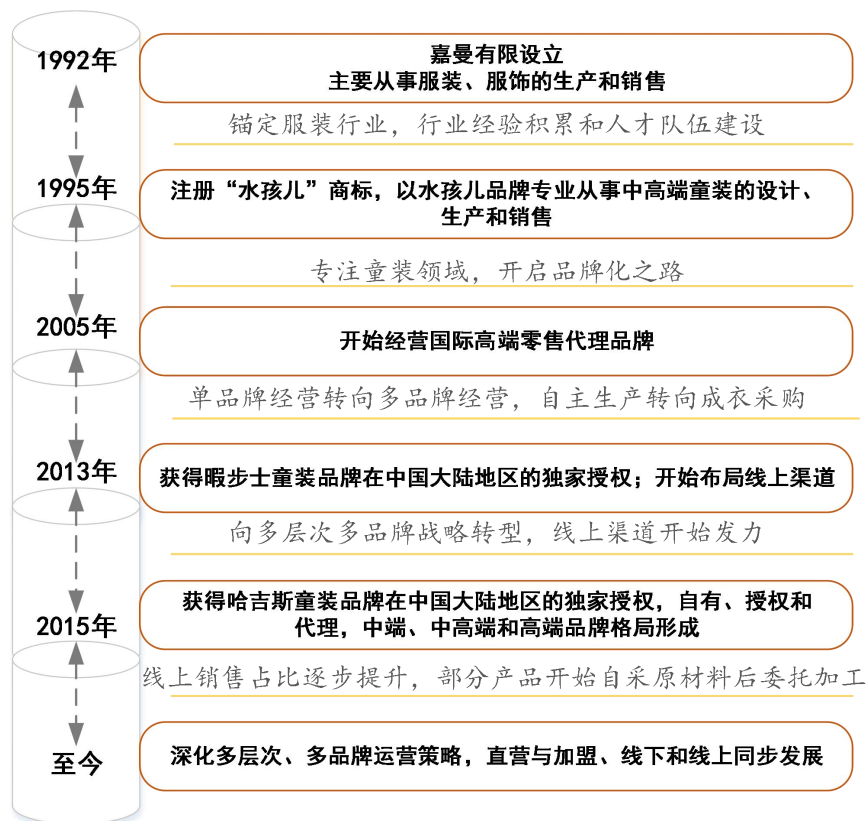 1992年
嘉曼有限设立
主要从事服装、服饰的生产和销售
锚定服装行业，行业经验积累和人才队伍建设
1995年
注册“水孩儿”商标，以水孩儿品牌专业从事中高端童装的设计、
生产和销售
专注童装领域，开启品牌化之路
2005年
开始经营国际高端零售代理品牌
单品牌经营转向多品牌经营，自主生产转向成衣采购
2013年
获得暇步士童装品牌在中国大陆地区的独家授权；开始布局线上渠道
向多层次多品牌战略转型，线上渠道开始发力
2015年
获得哈吉斯童装品牌在中国大陆地区的独家授权，自有、授权和
代理，中端、中高端和高端品牌格局形成
线上销售占比逐步提升，部分产品开始自采原材料后委托加工
至今
深化多层次、多品牌运营策略，直营与加盟、线下和线上同步发展